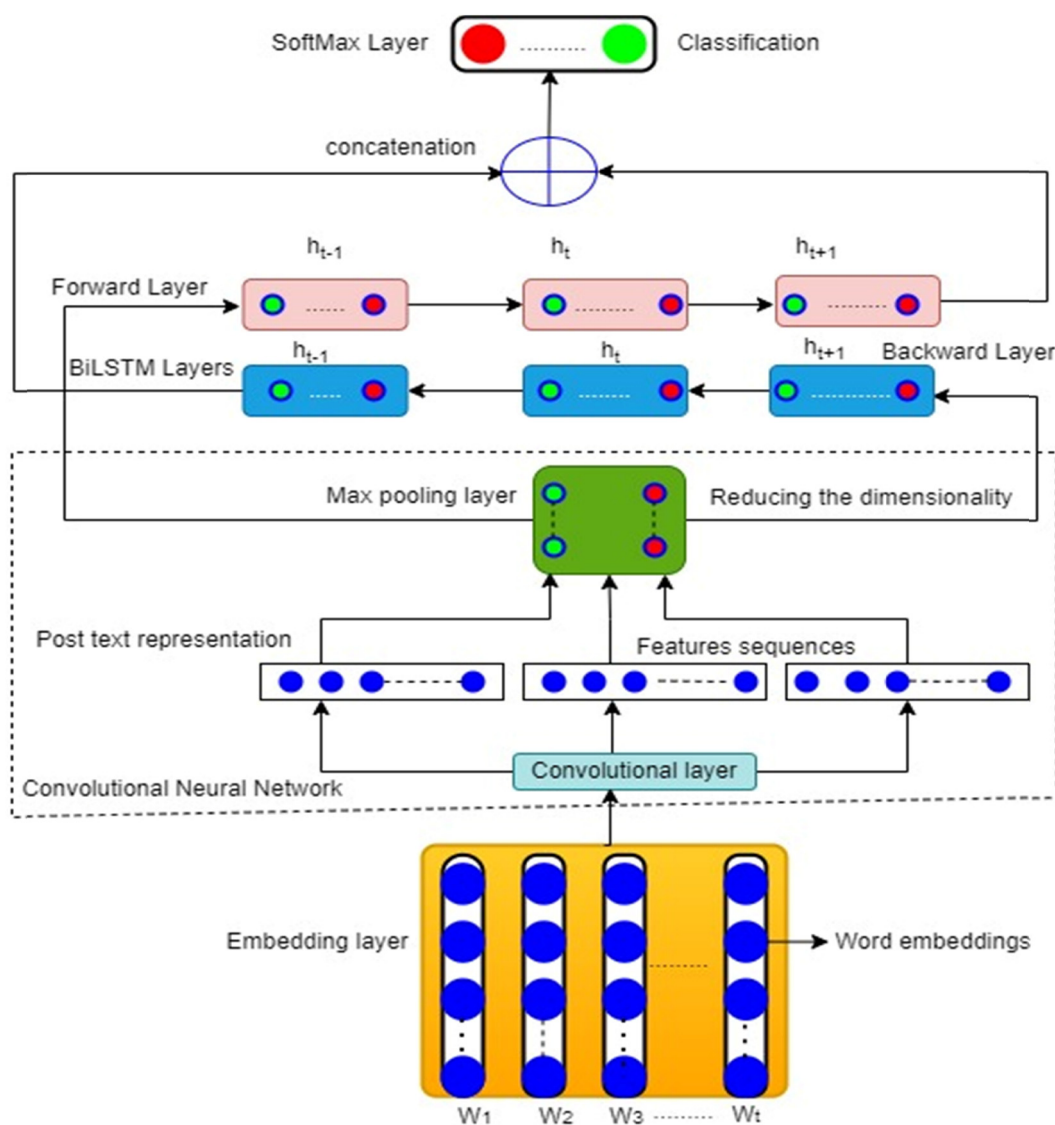 SoftMax Layer
Classification
concatenation
ht-1
ht
ht+1
Forward Layer
ht-1
ht
ht+1
Backward Layer
BiLSTM Layers
Max pooling layer
Reducing the dimensionality
Post text representation
Features sequences
Convolutional layer
Convolutional Neural Network
Embedding layer
Word embeddings
W1 W2 W3 ......... Wt